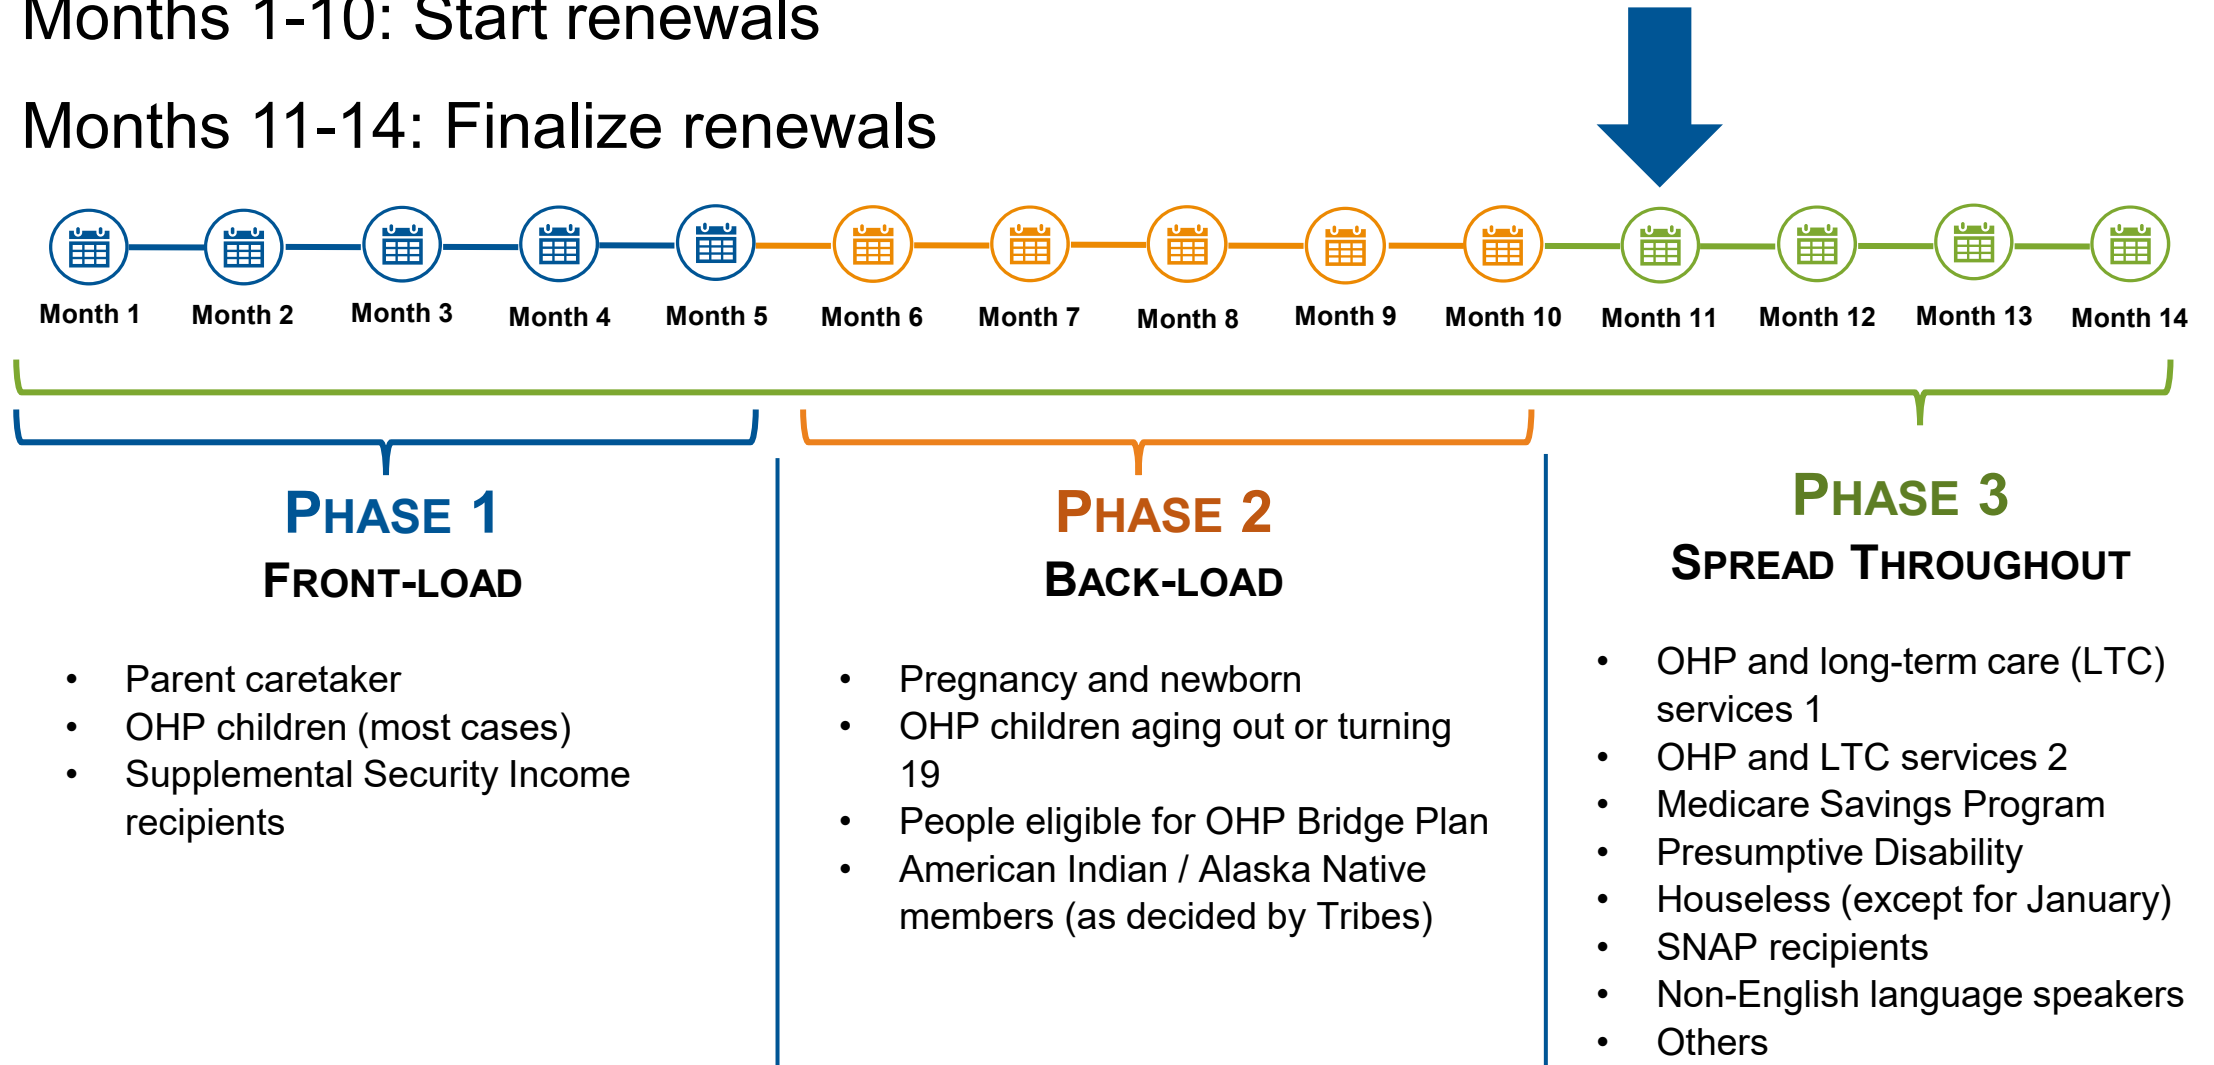 Months 1-10: Start renewals
Months 11-14: Finalize renewals
Month 1 Month 2 Month 3 Month 4 Month 5 Month 6 Month 7 Month 8 Month 9 Month 10 Month 11 Month 12 Month 13 Month 14
PHASE 1
FRONT-LOAD
• Parent caretaker
• OHP children (most cases)
• Supplemental Security Income
recipients
PHASE 2
BACK-LOAD
• Pregnancy and newborn
• OHP children aging out or turning
19
• People eligible for OHP Bridge Plan
• American Indian / Alaska Native
members (as decided by Tribes)
PHASE 3
SPREAD THROUGHOUT
• OHP and long-term care (LTC)
services 1
• OHP and LTC services 2
• Medicare Savings Program
• Presumptive Disability
• Houseless (except for January)
• SNAP recipients
• Non-English language speakers
• Others